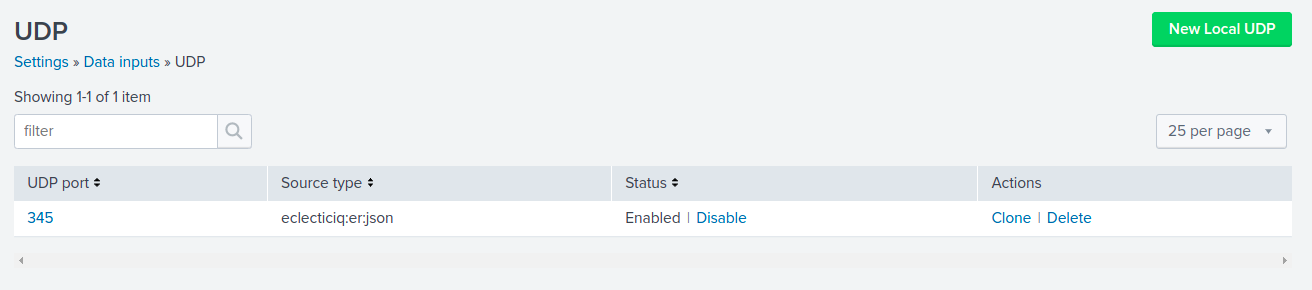 UDP
New Local UDP
Settings » Data inputs » UDP
Showing 1-1 of 1 item
filter
25 per page
UDP port Source type Status Actions
345 eclecticiq:er:json Enabled | Disable Clone | Delete